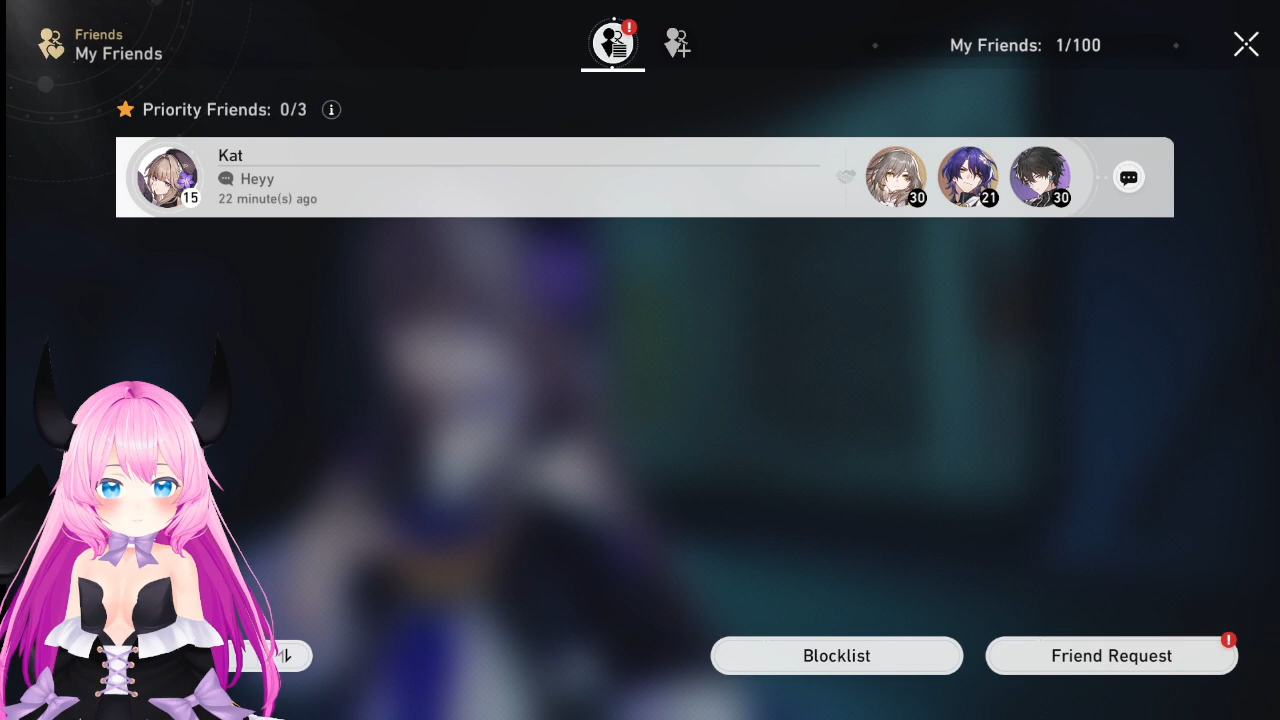 Friends
My Friends
!
My Friends: 1/100
Priority Friends: 0/3 i
Kat
Heyy
22 minute(s) ago
15
30
21
30
Blocklist
Friend Request
!